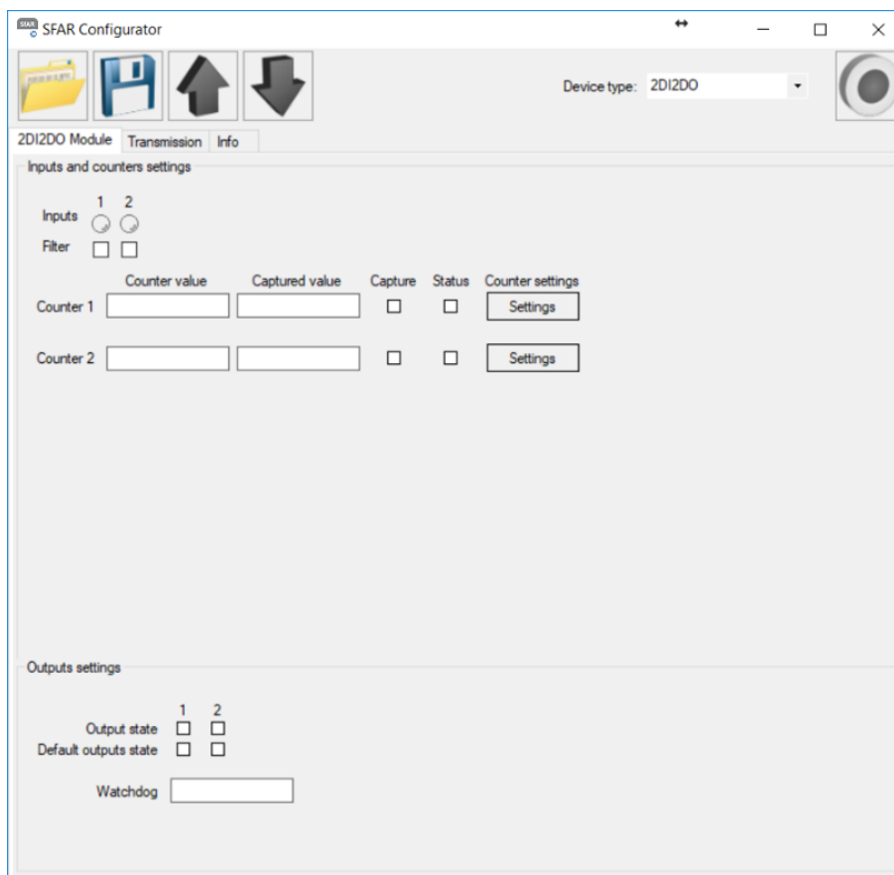 SFAR SFAR Configurator
Device type: 2DI2DO
2DI2DO Module Transmission Info
Inputs and counters settings
1 2
Inputs
Filter
Counter value Captured value Capture Status Counter settings
Counter 1 Settings
Counter 2 Settings
Outputs settings
1 2
Output state
Default outputs state
Watchdog